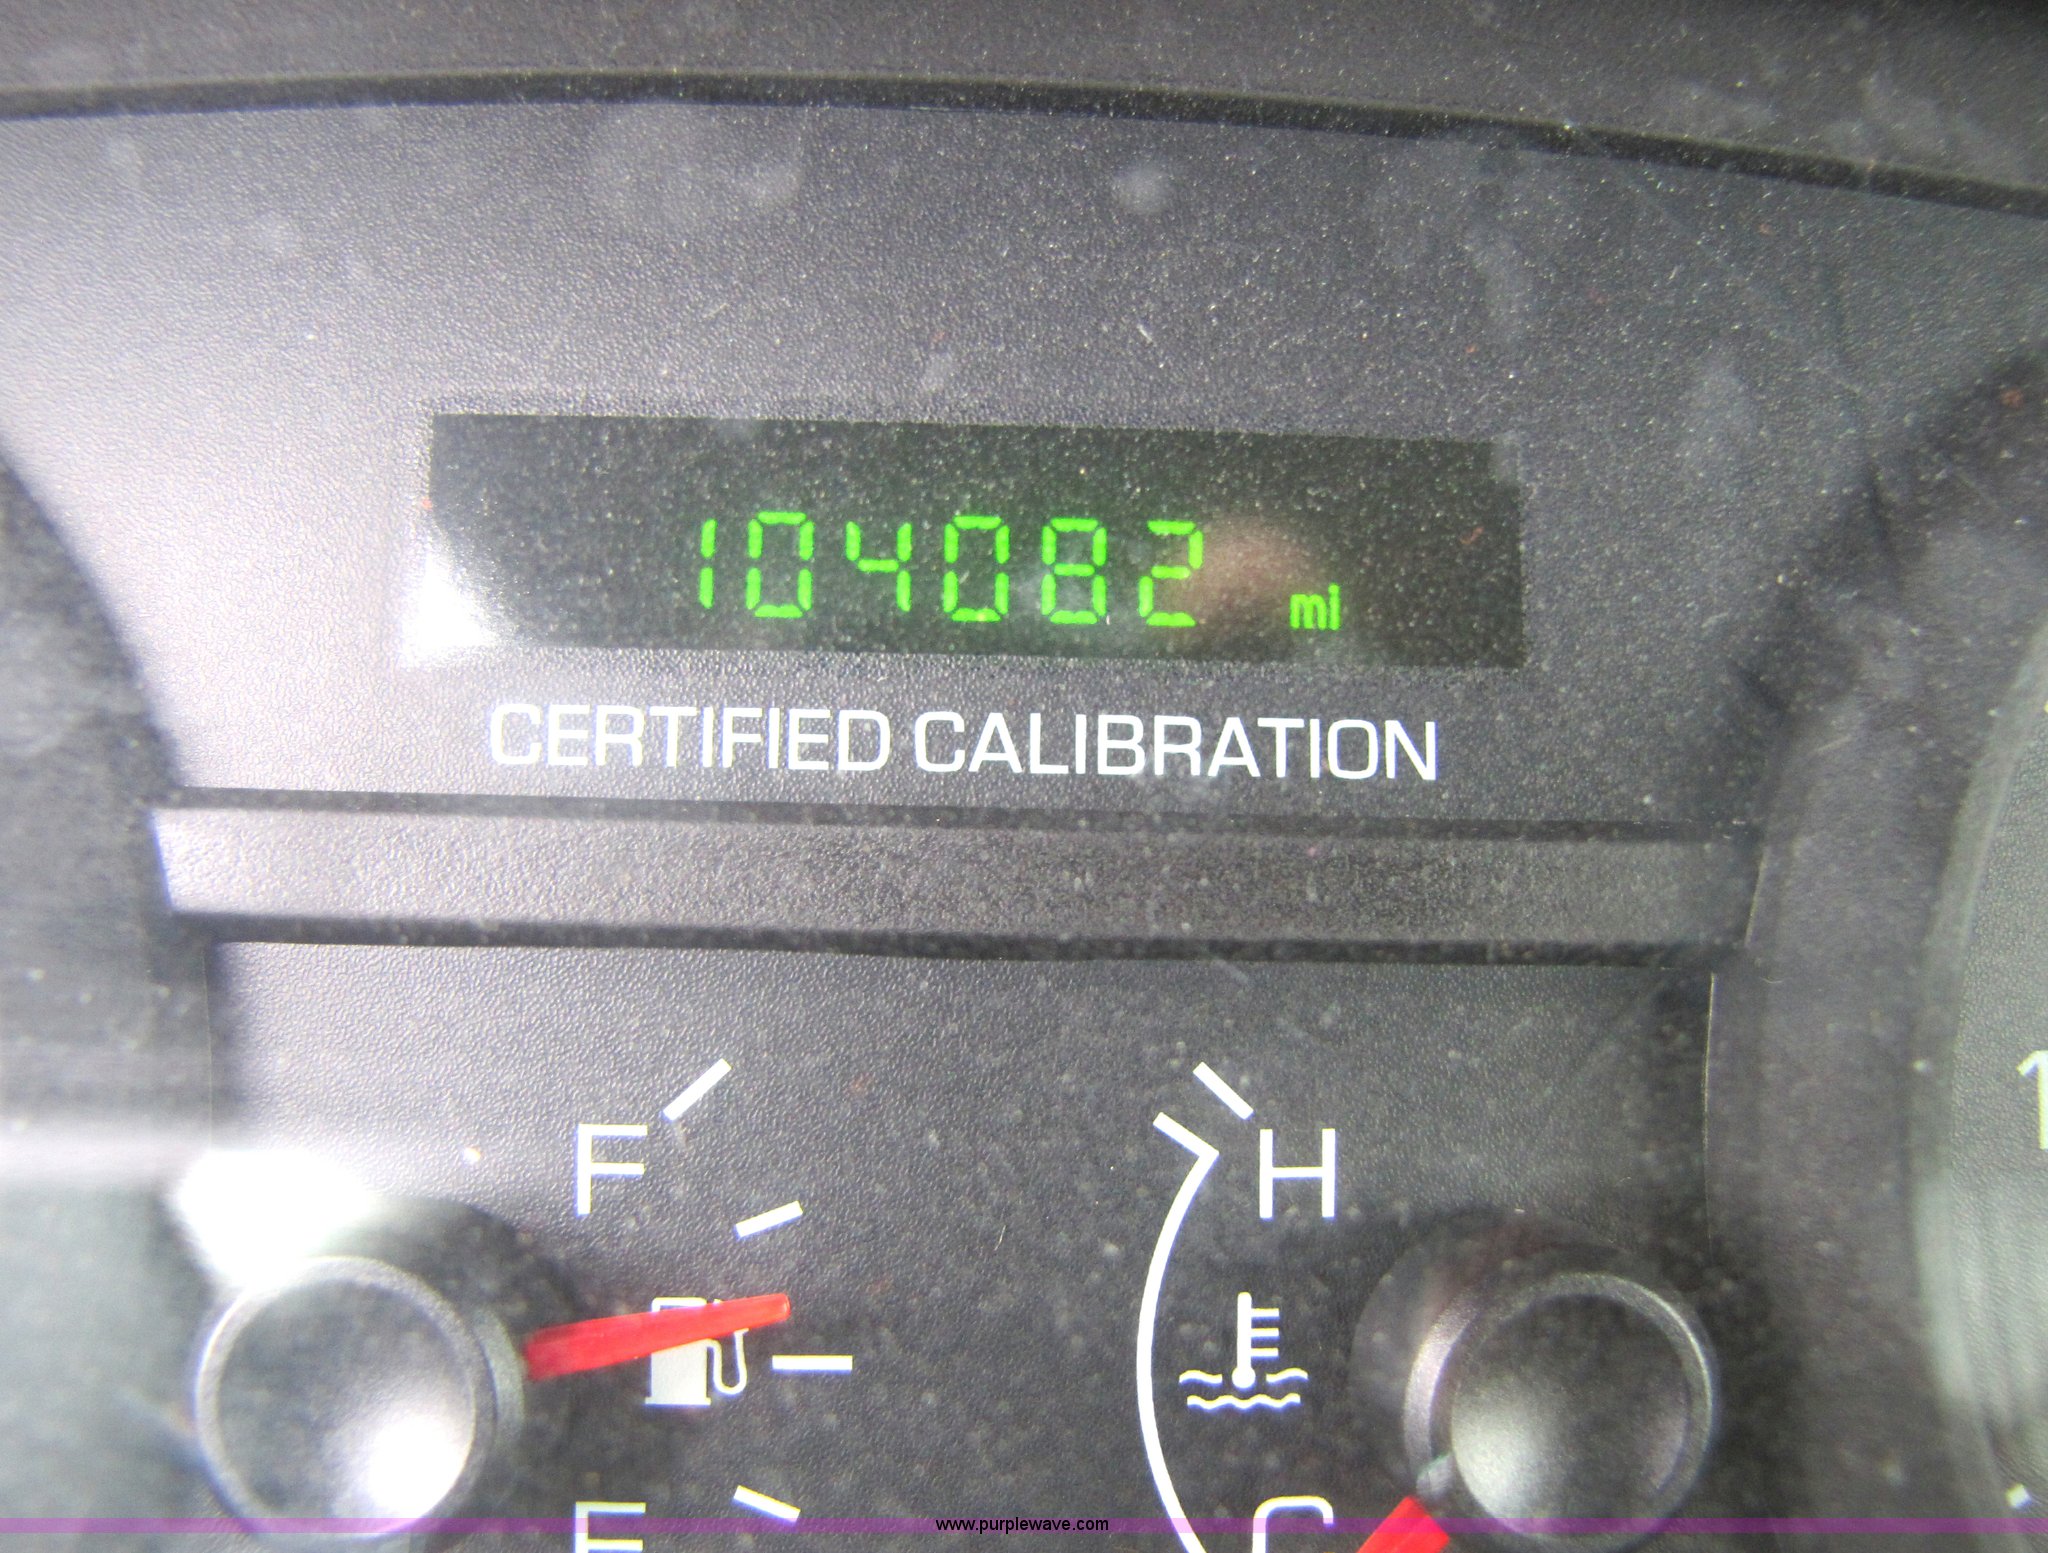 104082 mi
CERTIFIED CALIBRATION
F
H
E
C
www.purplewave.com